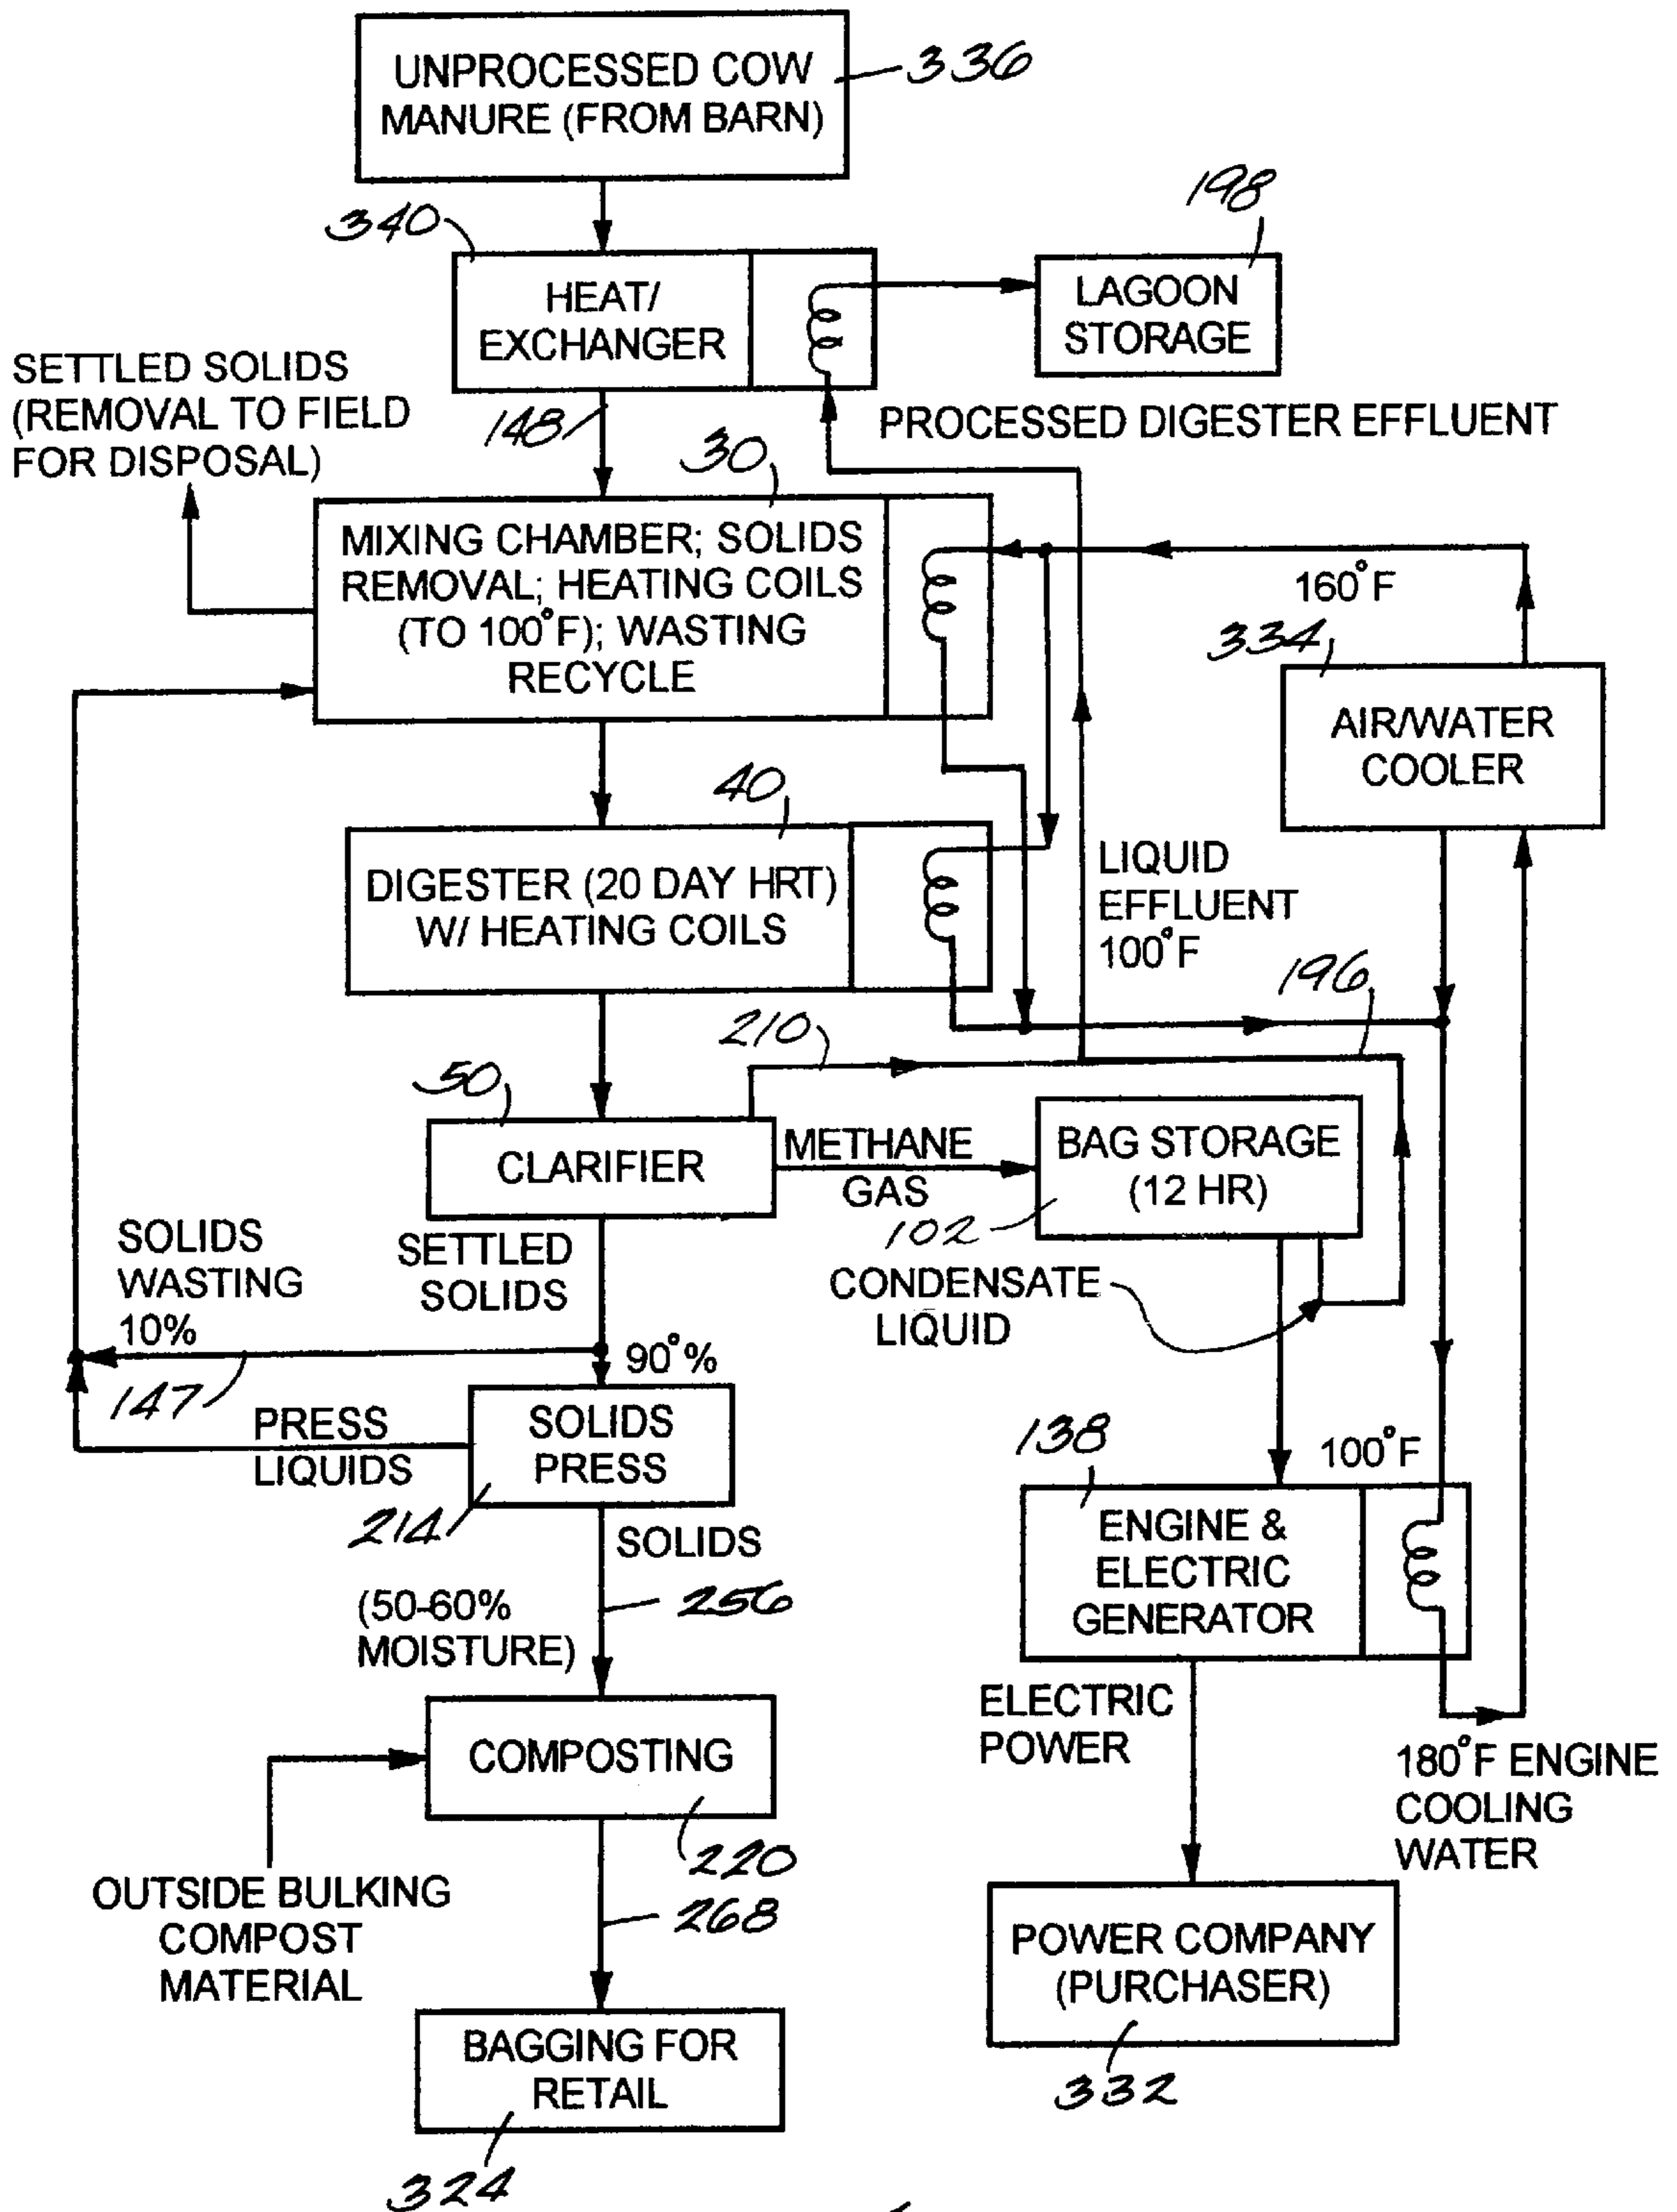 UNPROCESSED COW
MANURE (FROM BARN)
336
340
198
HEAT/
EXCHANGER
LAGOON
STORAGE
SETTLED SOLIDS
(REMOVAL TO FIELD
FOR DISPOSAL)
148
PROCESSED DIGESTER EFFLUENT
30
MIXING CHAMBER; SOLIDS
REMOVAL; HEATING COILS
(TO 100°F); WASTING
RECYCLE
160°F
334
AIR/WATER
COOLER
40
DIGESTER (20 DAY HRT)
W/ HEATING COILS
LIQUID
EFFLUENT
100°F
196
210
50
CLARIFIER
METHANE
GAS
BAG STORAGE
(12 HR)
102
SOLIDS
WASTING
10%
SETTLED
SOLIDS
CONDENSATE
LIQUID
90°%
147
PRESS
LIQUIDS
SOLIDS
PRESS
214
138
100°F
SOLIDS
ENGINE &
ELECTRIC
GENERATOR
(50-60%
MOISTURE)
256
ELECTRIC
POWER
COMPOSTING
180°F ENGINE
COOLING
WATER
220
OUTSIDE BULKING
COMPOST
MATERIAL
268
POWER COMPANY
(PURCHASER)
BAGGING FOR
RETAIL
332
324